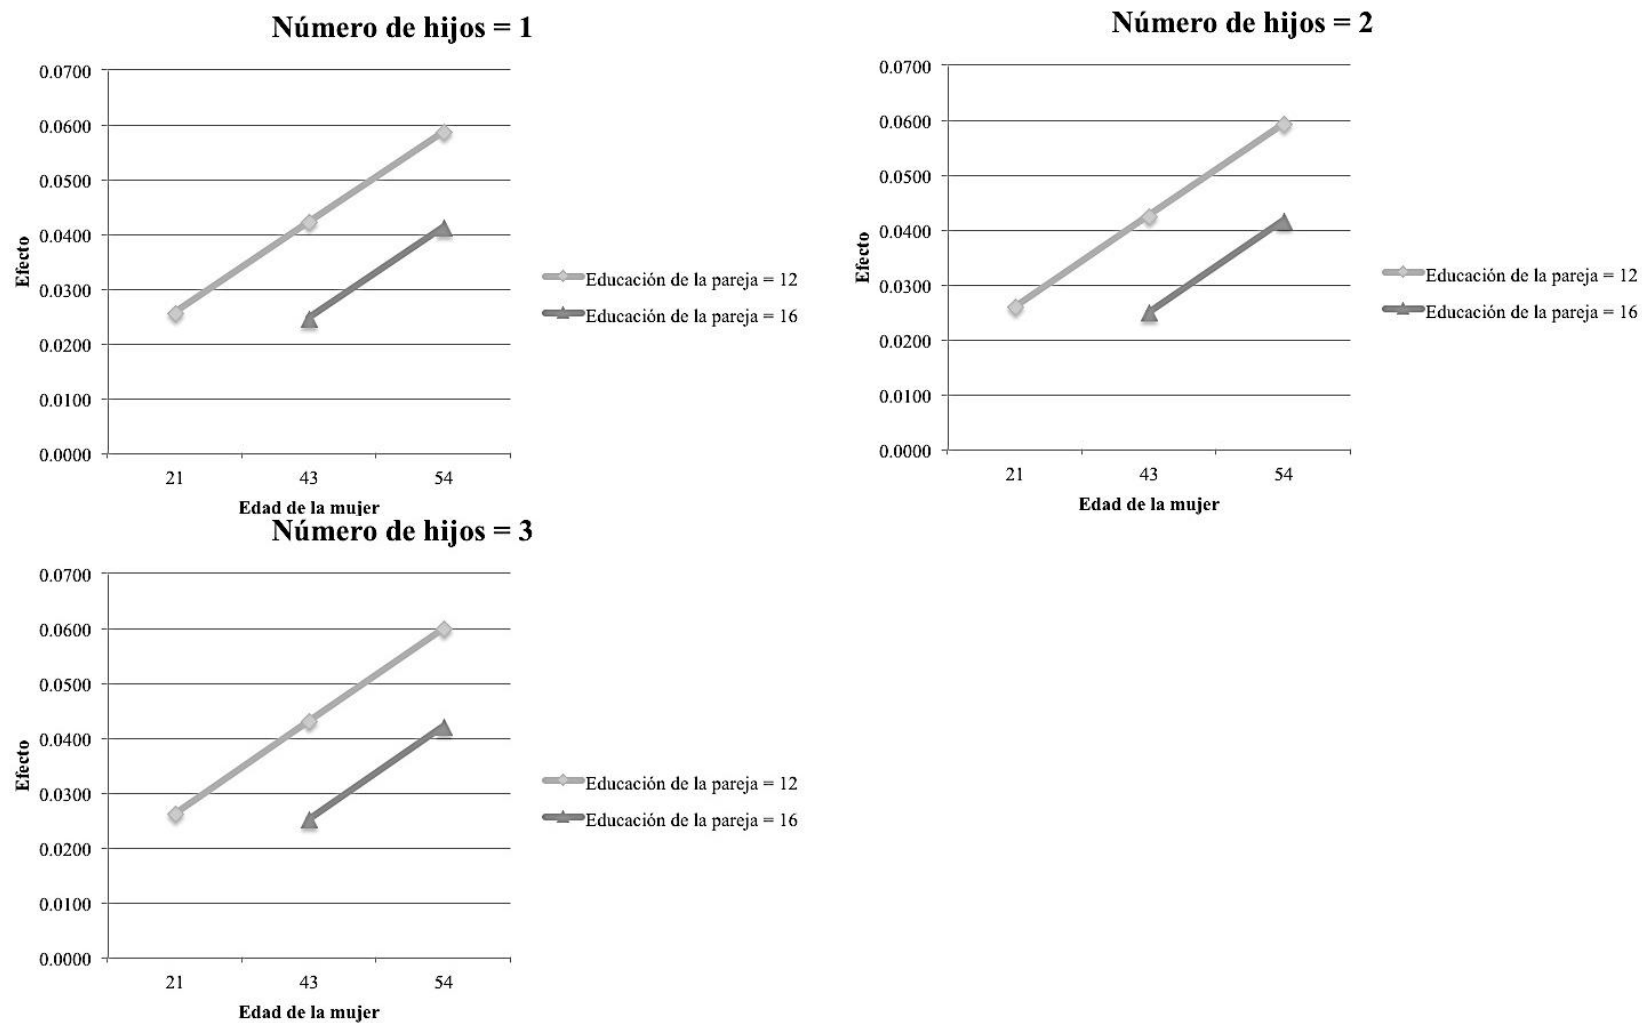 Número de hijos = 1
0.0700
0.0600
0.0500
0.0400
0.0300
0.0200
0.0100
0.0000
Efecto
21 43 54
Edad de la mujer
Educación de la pareja = 12
Educación de la pareja = 16
Número de hijos = 2
0.0700
0.0600
0.0500
0.0400
0.0300
0.0200
0.0100
0.0000
Efecto
21 43 54
Edad de la mujer
Educación de la pareja = 12
Educación de la pareja = 16
Número de hijos = 3
0.0700
0.0600
0.0500
0.0400
0.0300
0.0200
0.0100
0.0000
Efecto
21 43 54
Edad de la mujer
Educación de la pareja = 12
Educación de la pareja = 16